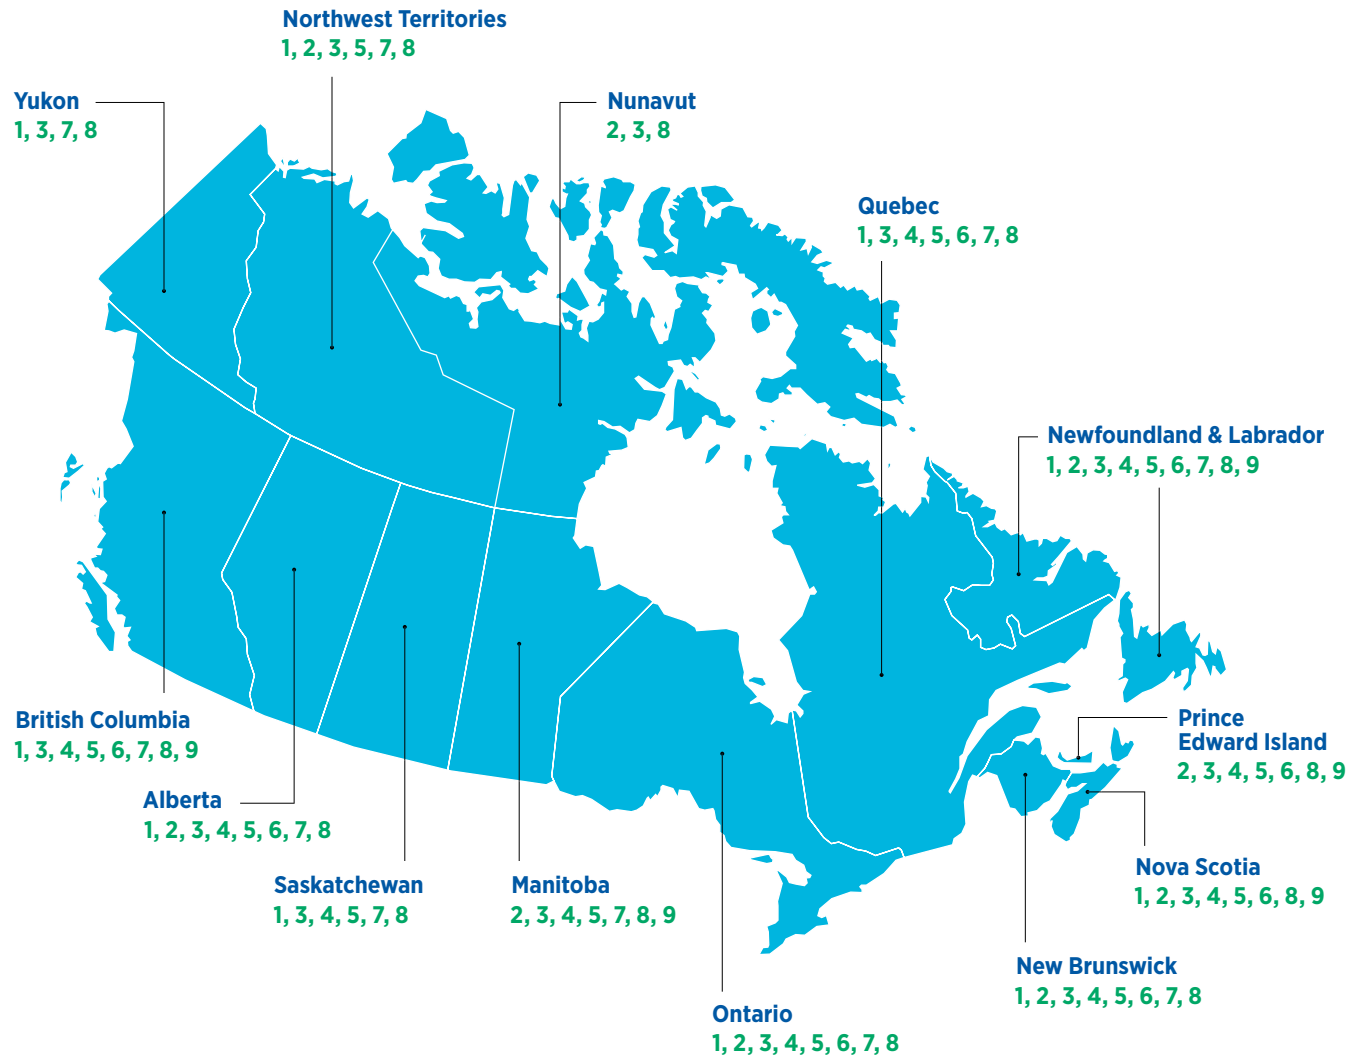 Northwest Territories
1, 2, 3, 5, 7, 8
Yukon
1, 3, 7, 8
Nunavut
2, 3, 8
Quebec
1, 3, 4, 5, 6, 7, 8
Newfoundland & Labrador
1, 2, 3, 4, 5, 6, 7, 8, 9
British Columbia
1, 3, 4, 5, 6, 7, 8, 9
Prince
Edward Island
2, 3, 4, 5, 6, 8, 9
Alberta
1, 2, 3, 4, 5, 6, 7, 8
Nova Scotia
1, 2, 3, 4, 5, 6, 8, 9
Saskatchewan
1, 3, 4, 5, 7, 8
Manitoba
2, 3, 4, 5, 7, 8, 9
New Brunswick
1, 2, 3, 4, 5, 6, 7, 8
Ontario
1, 2, 3, 4, 5, 6, 7, 8